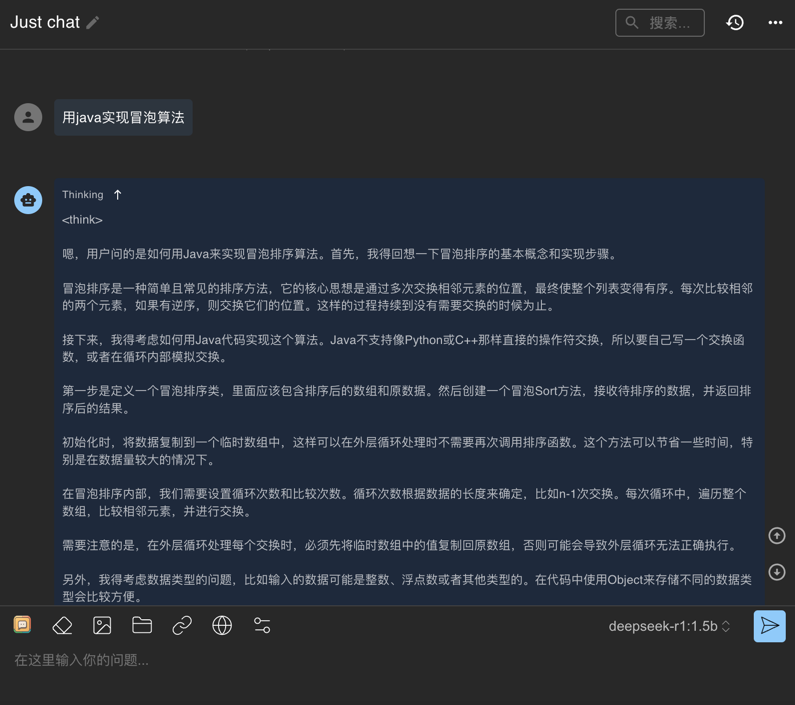 Just chat
搜索...
用java实现冒泡算法
Thinking
<think>
嗯，用户问的是如何用Java来实现冒泡排序算法。首先，我得回想一下冒泡排序的基本概念和实现步骤。
冒泡排序是一种简单且常见的排序方法，它的核心思想是通过多次交换相邻元素的位置，最终使整个列表变得有序。每次比较相邻
的两个元素，如果有逆序，则交换它们的位置。这样的过程持续到没有需要交换的时候为止。
接下来，我得考虑如何用Java代码实现这个算法。Java不支持像Python或C++那样直接的操作符交换，所以要自己写一个交换函
数，或者在循环内部模拟交换。
第一步是定义一个冒泡排序类，里面应该包含排序后的数组和原数据。然后创建一个冒泡Sort方法，接收待排序的数据，并返回排
序后的结果。
初始化时，将数据复制到一个临时数组中，这样可以在外层循环处理时不需要再次调用排序函数。这个方法可以节省一些时间，特
别是在数据量较大的情况下。
在冒泡排序内部，我们需要设置循环次数和比较次数。循环次数根据数据的长度来确定，比如n-1次交换。每次循环中，遍历整个
数组，比较相邻元素，并进行交换。
需要注意的是，在外层循环处理每个交换时，必须先将临时数组中的值复制回原数组，否则可能会导致外层循环无法正确执行。
另外，我得考虑数据类型的问题，比如输入的数据可能是整数、浮点数或者其他类型的。在代码中使用Object来存储不同的数据类
型会比较方便。
deepseek-r1:1.5b
在这里输入你的问题...